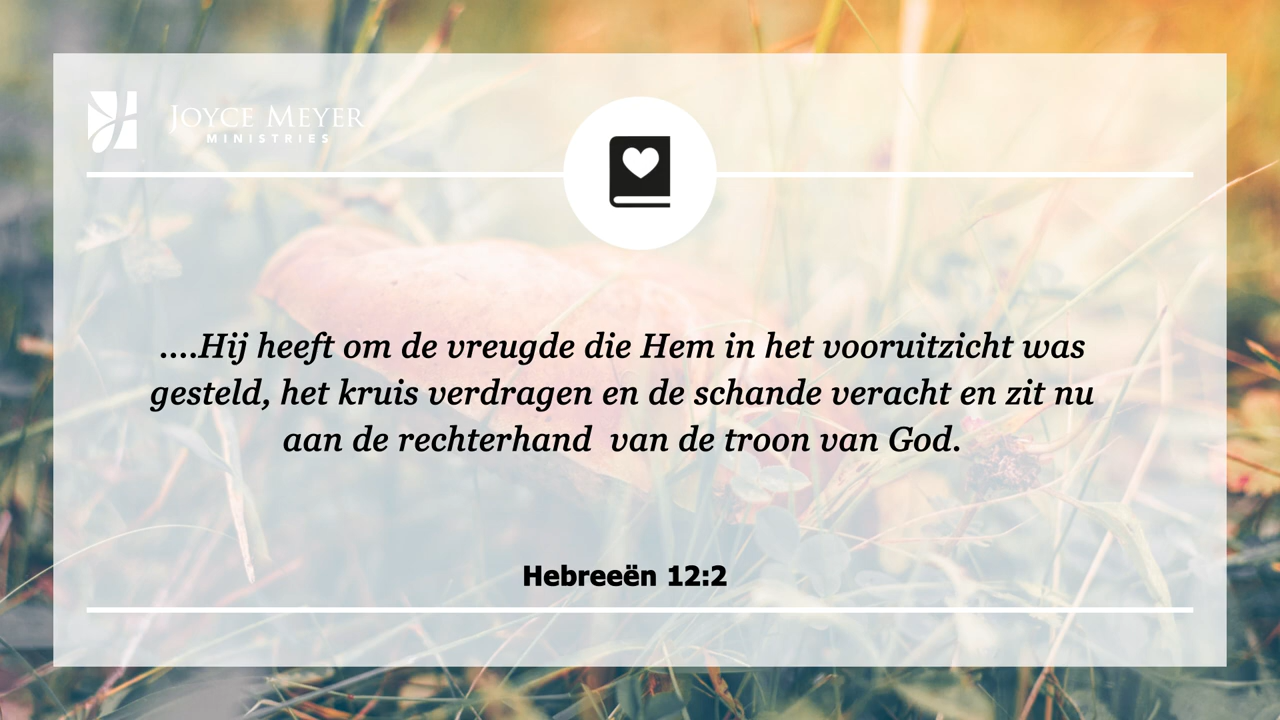 JOYCE MEYER
MINISTRIES
....Hij heeft om de vreugde die Hem in het vooruitzicht was
gesteld, het kruis verdragen en de schande veracht en zit nu
aan de rechterhand  van de troon van God.
Hebreeën 12:2